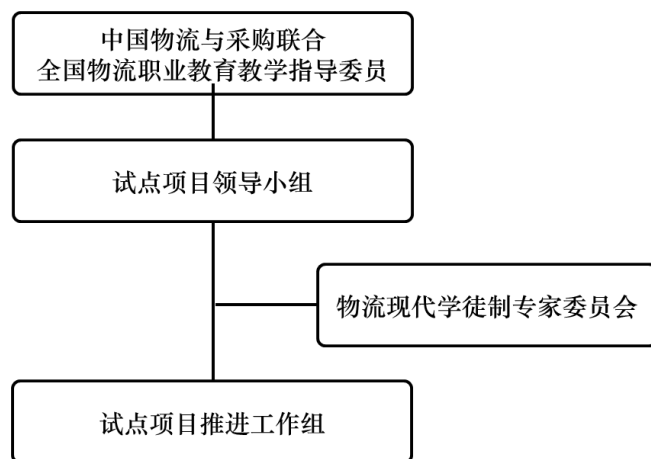 中国物流与采购联合
全国物流职业教育教学指导委员
试点项目领导小组
物流现代学徒制专家委员会
试点项目推进工作组